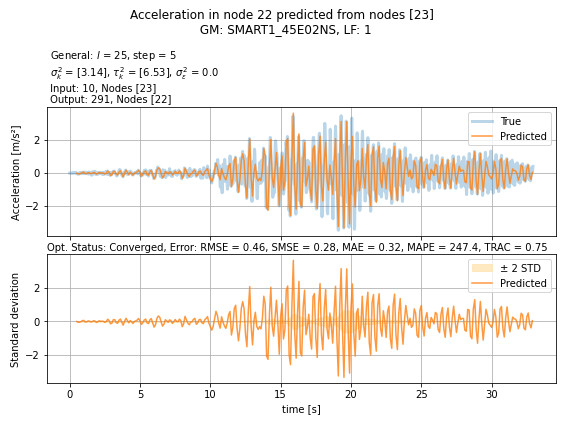 Acceleration in node 22 predicted from nodes [23]
GM: SMART1_45E02NS, LF: 1
General: l = 25, step = 5
σ²ₖ = [3.14], τ²ₖ = [6.53], σ²ε = 0.0
Input: 10, Nodes [23]
Output: 291, Nodes [22]
Acceleration [m/s²]
2
0
−2
True
Predicted
Opt. Status: Converged, Error: RMSE = 0.46, SMSE = 0.28, MAE = 0.32, MAPE = 247.4, TRAC = 0.75
Standard deviation
2
0
−2
± 2 STD
Predicted
0 5 10 15 20 25 30
time [s]